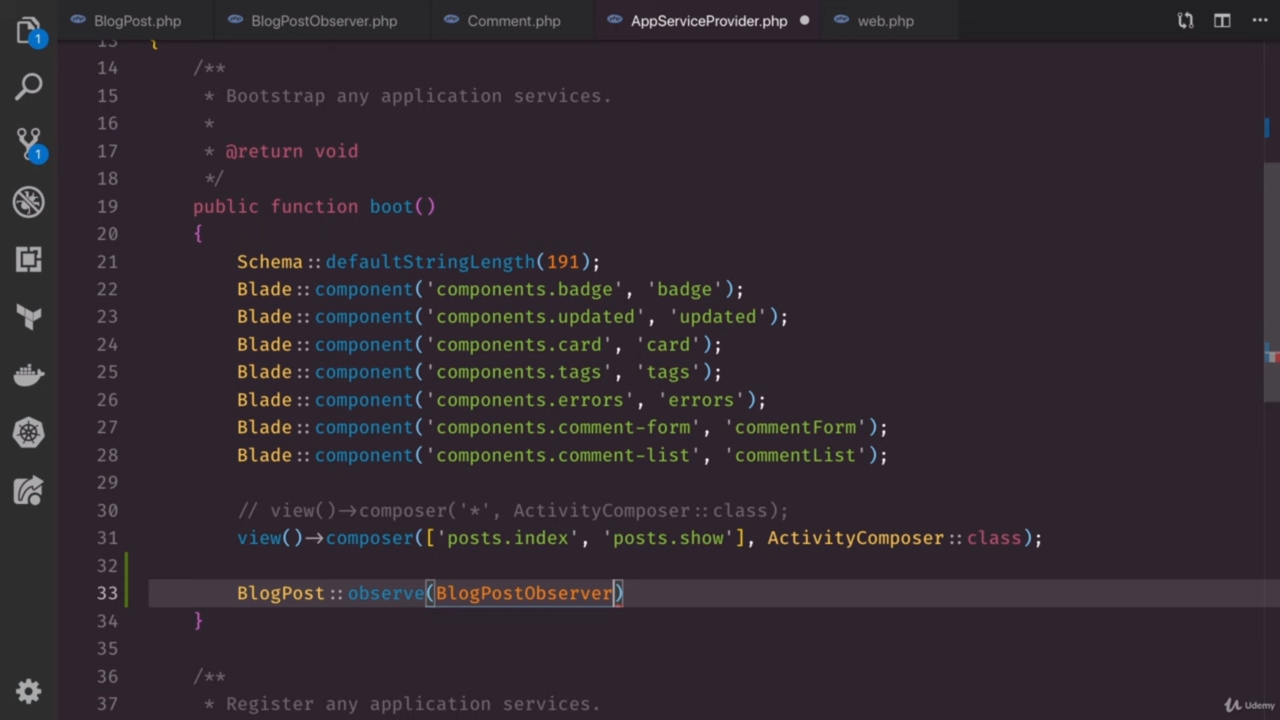 BlogPost.php BlogPostObserver.php Comment.php AppServiceProvider.php web.php
13 {
14 /**
15 * Bootstrap any application services.
16 *
17 * @return void
18 */
19 public function boot()
20 {
21 Schema::defaultStringLength(191);
22 Blade::component('components.badge', 'badge');
23 Blade::component('components.updated', 'updated');
24 Blade::component('components.card', 'card');
25 Blade::component('components.tags', 'tags');
26 Blade::component('components.errors', 'errors');
27 Blade::component('components.comment-form', 'commentForm');
28 Blade::component('components.comment-list', 'commentList');
29
30 // view()->composer('*', ActivityComposer::class);
31 view()->composer(['posts.index', 'posts.show'], ActivityComposer::class);
32
33 BlogPost::observe(BlogPostObserver)
34 }
35
36 /**
37 * Register any application services.
1
1
Udemy